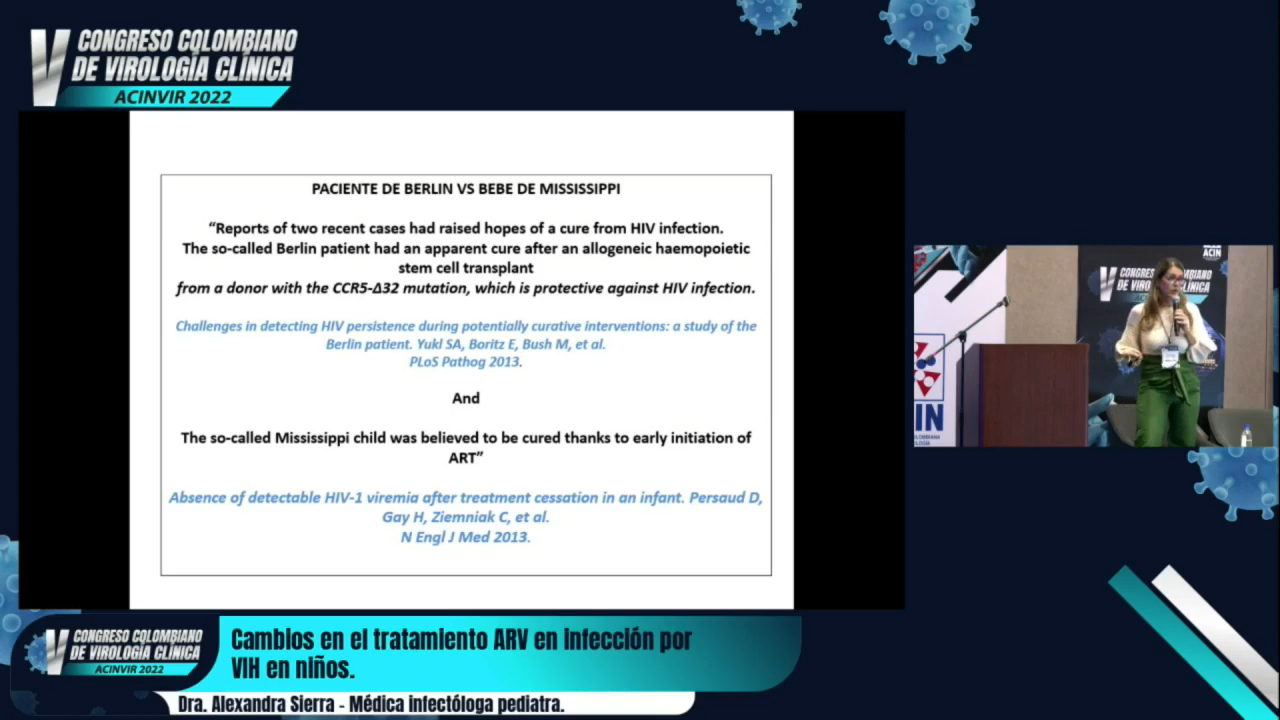 V CONGRESO COLOMBIANO
DE VIROLOGÍA CLÍNICA
ACINVIR 2022
PACIENTE DE BERLIN VS BEBE DE MISSISSIPPI
“Reports of two recent cases had raised hopes of a cure from HIV infection.
The so-called Berlin patient had an apparent cure after an allogeneic haemopoietic
stem cell transplant
from a donor with the CCR5-Δ32 mutation, which is protective against HIV infection.
Challenges in detecting HIV persistence during potentially curative interventions: a study of the
Berlin patient. Yukl SA, Boritz E, Bush M, et al.
PLoS Pathog 2013.
And
The so-called Mississippi child was believed to be cured thanks to early initiation of
ART”
Absence of detectable HIV-1 viremia after treatment cessation in an infant. Persaud D,
Gay H, Ziemniak C, et al.
N Engl J Med 2013.
ACIN
V CONGRESO
DE VIRO
V CONGRESO COLOMBIANO
DE VIROLOGÍA CLÍNICA
ACINVIR 2022
Cambios en el tratamiento ARV en infección por
VIH en niños.
Dra. Alexandra Sierra - Médica infectóloga pediatra.